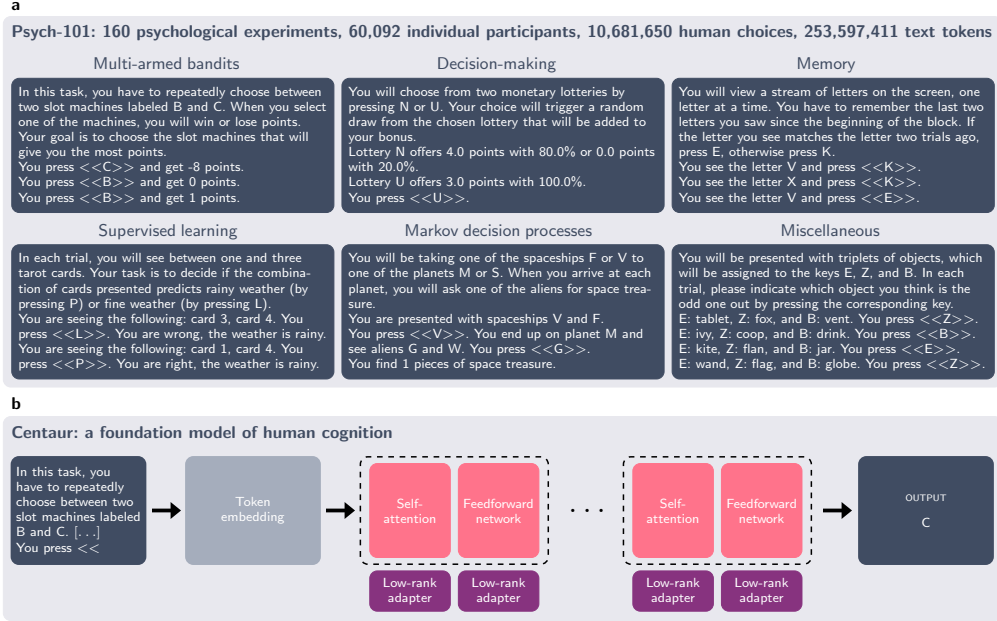 a
Psych-101: 160 psychological experiments, 60,092 individual participants, 10,681,650 human choices, 253,597,411 text tokens
Multi-armed bandits
In this task, you have to repeatedly choose between
two slot machines labeled B and C. When you select
one of the machines, you will win or lose points.
Your goal is to choose the slot machines that will
give you the most points.
You press <<C>> and get -8 points.
You press <<B>> and get 0 points.
You press <<B>> and get 1 points.
Decision-making
You will choose from two monetary lotteries by
pressing N or U. Your choice will trigger a random
draw from the chosen lottery that will be added to
your bonus.
Lottery N offers 4.0 points with 80.0% or 0.0 points
with 20.0%.
Lottery U offers 3.0 points with 100.0%.
You press <<U>>.
Memory
You will view a stream of letters on the screen, one
letter at a time. You have to remember the last two
letters you saw since the beginning of the block. If
the letter you see matches the letter two trials ago,
press E, otherwise press K.
You see the letter V and press <<K>>.
You see the letter X and press <<K>>.
You see the letter V and press <<E>>.
Supervised learning
In each trial, you will see between one and three
tarot cards. Your task is to decide if the combina-
tion of cards presented predicts rainy weather (by
pressing P) or fine weather (by pressing L).
You are seeing the following: card 3, card 4. You
press <<L>>. You are wrong, the weather is rainy.
You are seeing the following: card 1, card 4. You
press <<P>>. You are right, the weather is rainy.
Markov decision processes
You will be taking one of the spaceships F or V to
one of the planets M or S. When you arrive at each
planet, you will ask one of the aliens for space trea-
sure.
You are presented with spaceships V and F.
You press <<V>>. You end up on planet M and
see aliens G and W. You press <<G>>.
You find 1 pieces of space treasure.
Miscellaneous
You will be presented with triplets of objects, which
will be assigned to the keys E, Z, and B. In each
trial, please indicate which object you think is the
odd one out by pressing the corresponding key.
E: tablet, Z: fox, and B: vent. You press <<Z>>.
E: ivy, Z: coop, and B: drink. You press <<B>>.
E: kite, Z: flan, and B: jar. You press <<E>>.
E: wand, Z: flag, and B: globe. You press <<Z>>.
b
Centaur: a foundation model of human cognition
In this task, you
have to repeatedly
choose between two
slot machines labeled
B and C. [...]
You press <<
Token
embedding
Self-
attention
Feedforward
network
Low-rank
adapter
Low-rank
adapter
. . .
Self-
attention
Feedforward
network
Low-rank
adapter
Low-rank
adapter
OUTPUT
C